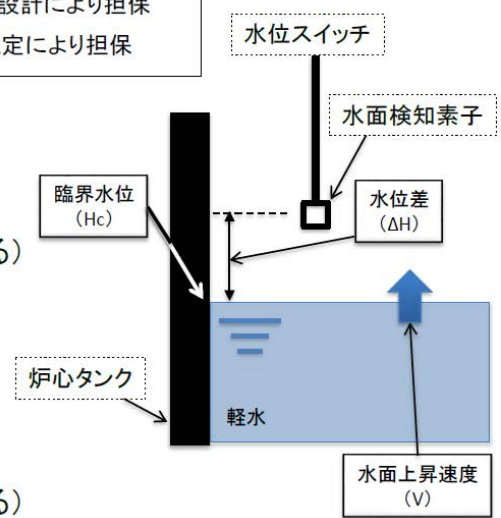 設計により担保
定により担保
水位スイッチ
水面検知素子
臨界水位
(Hc)
水位差
(ΔH)
る)
炉心タンク
軽水
水面上昇速度
(V)
る)